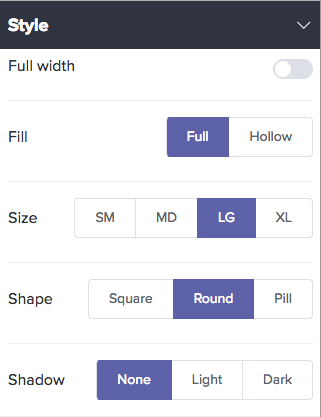 Style
Full width
Fill Full Hollow
Size SM MD LG XL
Shape Square Round Pill
Shadow None Light Dark